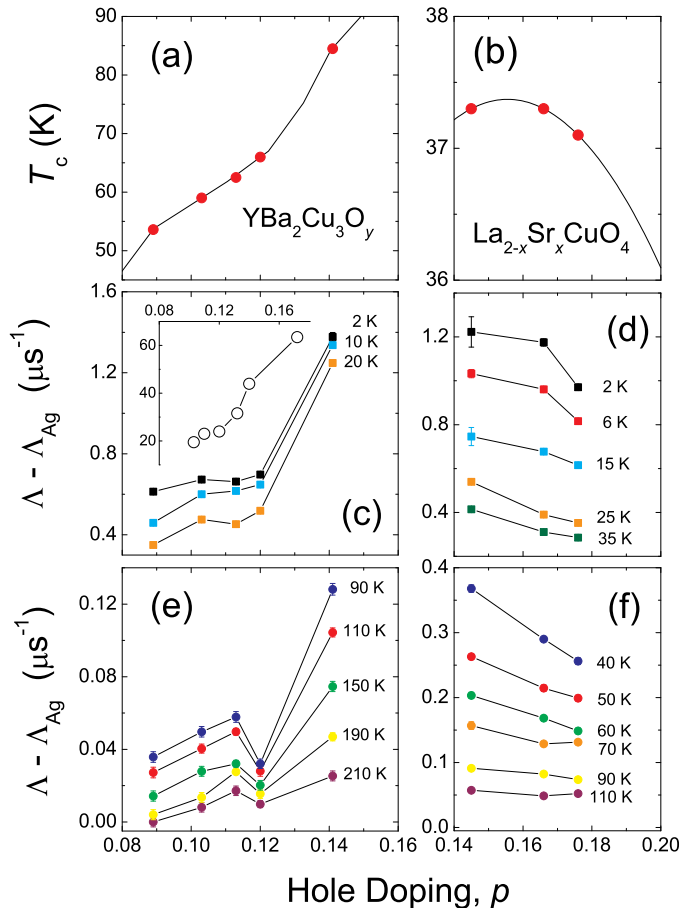 90
80
70
60
50
T_c (K)
(a)
YBa₂Cu₃O_y
38
37
36
(b)
La₂₋ₓSrₓCuO₄
1.6
1.2
0.8
0.4
Λ - Λ_Ag (μs⁻¹)
0.08 0.12 0.16
60
40
20
2 K
10 K
20 K
(c)
1.2
0.8
0.4
(d)
2 K
6 K
15 K
25 K
35 K
0.12
0.08
0.04
0.00
Λ - Λ_Ag (μs⁻¹)
(e)
90 K
110 K
150 K
190 K
210 K
0.08 0.10 0.12 0.14 0.16
0.4
0.3
0.2
0.1
0.0
(f)
40 K
50 K
60 K
70 K
90 K
110 K
0.14 0.16 0.18 0.20
Hole Doping, p